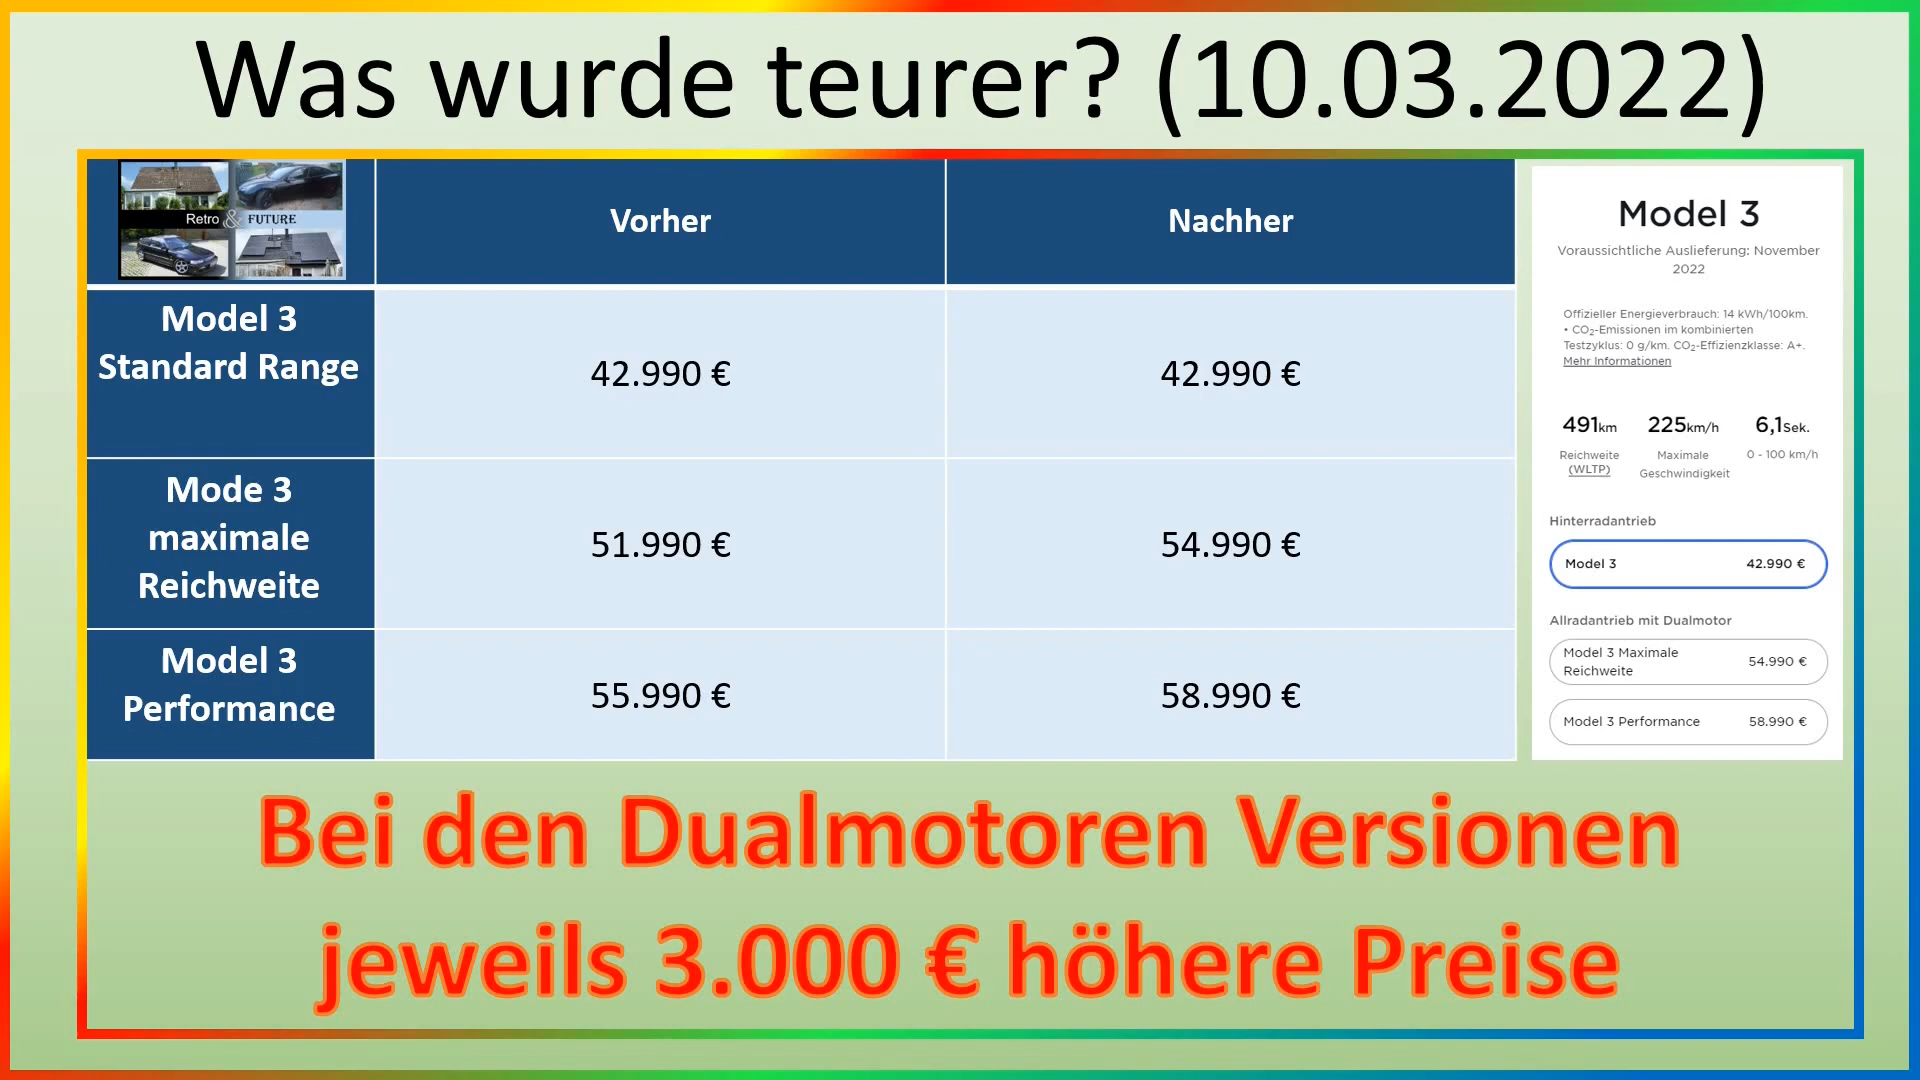 Was wurde teurer? (10.03.2022)
Retro & FUTURE
Vorher
Nachher
Model 3
Standard Range
42.990 €
42.990 €
Mode 3
maximale
Reichweite
51.990 €
54.990 €
Model 3
Performance
55.990 €
58.990 €
Model 3
Voraussichtliche Auslieferung: November
2022
Offizieller Energieverbrauch: 14 kWh/100km.
• CO₂-Emissionen im kombinierten
Testzyklus: 0 g/km. CO₂-Effizienzklasse: A+.
Mehr Informationen
491km
225km/h
6,1Sek.
Reichweite
(WLTP)
Maximale
Geschwindigkeit
0 - 100 km/h
Hinterradantrieb
Model 3 42.990 €
Allradantrieb mit Dualmotor
Model 3 Maximale
Reichweite
54.990 €
Model 3 Performance 58.990 €
Bei den Dualmotoren Versionen
jeweils 3.000 € höhere Preise